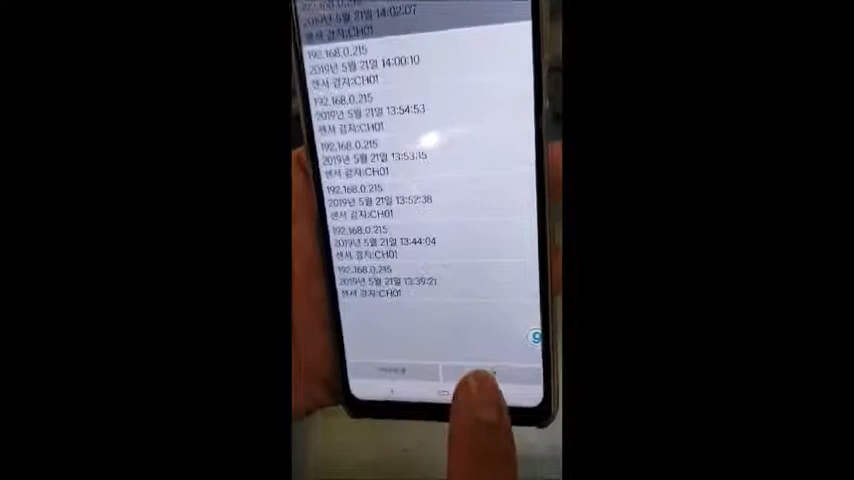 192.168.0.215
2019년 5월 21일 14:02:07
센서 감지:CH01
192.168.0.215
2019년 5월 21일 14:00:10
센서 감지:CH01
192.168.0.215
2019년 5월 21일 13:54:53
센서 감지:CH01
192.168.0.215
2019년 5월 21일 13:53:15
센서 감지:CH01
192.168.0.215
2019년 5월 21일 13:52:38
센서 감지:CH01
192.168.0.215
2019년 5월 21일 13:44:04
센서 감지:CH01
192.168.0.215
2019년 5월 21일 13:39:21
센서 감지:CH01
9